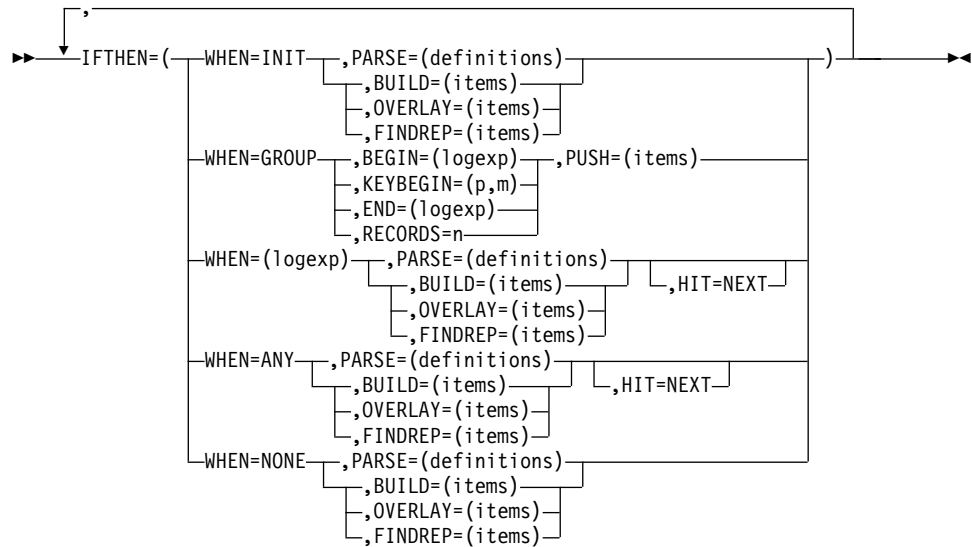 ,
IFTHEN=( WHEN=INIT ,PARSE=(definitions) )
,BUILD=(items)
,OVERLAY=(items)
,FINDREP=(items)
WHEN=GROUP ,BEGIN=(logexp) ,PUSH=(items)
,KEYBEGIN=(p,m)
,END=(logexp)
,RECORDS=n
WHEN=(logexp) ,PARSE=(definitions)
,BUILD=(items) ,HIT=NEXT
,OVERLAY=(items)
,FINDREP=(items)
WHEN=ANY ,PARSE=(definitions)
,BUILD=(items) ,HIT=NEXT
,OVERLAY=(items)
,FINDREP=(items)
WHEN=NONE ,PARSE=(definitions)
,BUILD=(items)
,OVERLAY=(items)
,FINDREP=(items)